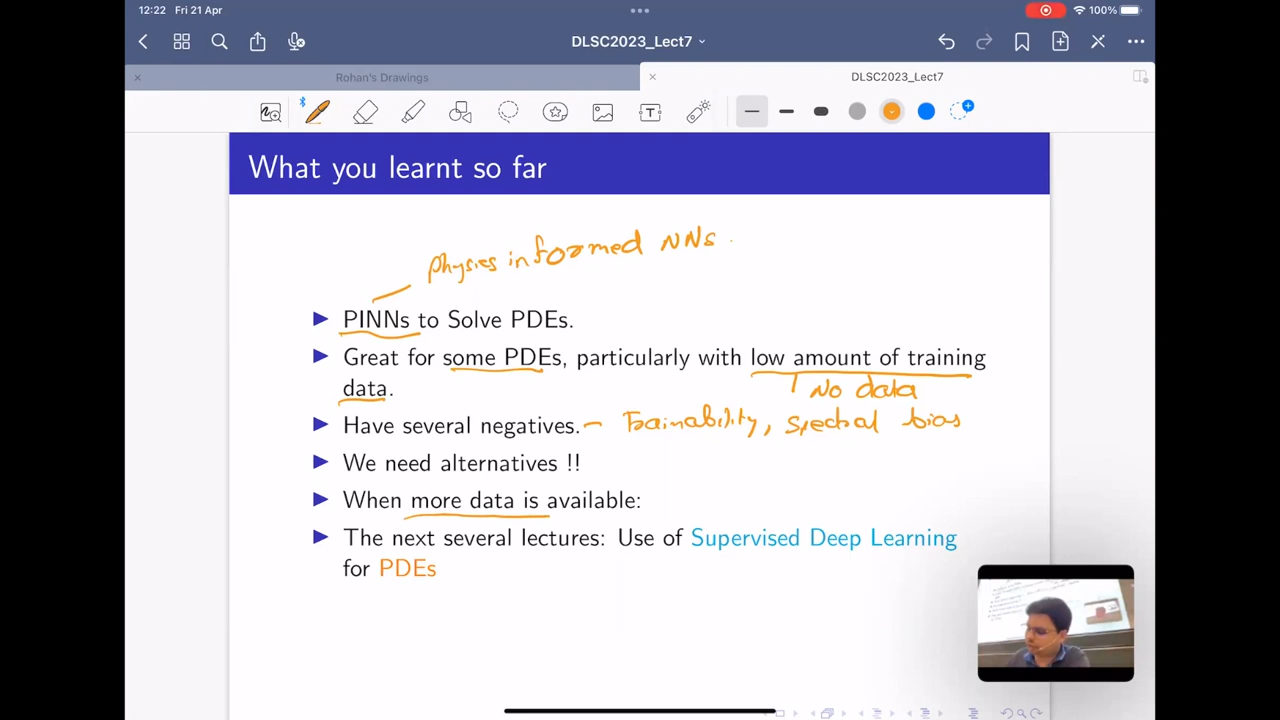 12:22 Fri 21 Apr
100%
DLSC2023_Lect7
Rohan's Drawings
DLSC2023_Lect7
What you learnt so far
Physics informed NNs.
PINNs to Solve PDEs.
Great for some PDEs, particularly with low amount of training
data.
No data
Have several negatives. – Trainability, spectral bias
We need alternatives !!
When more data is available:
The next several lectures: Use of Supervised Deep Learning
for PDEs